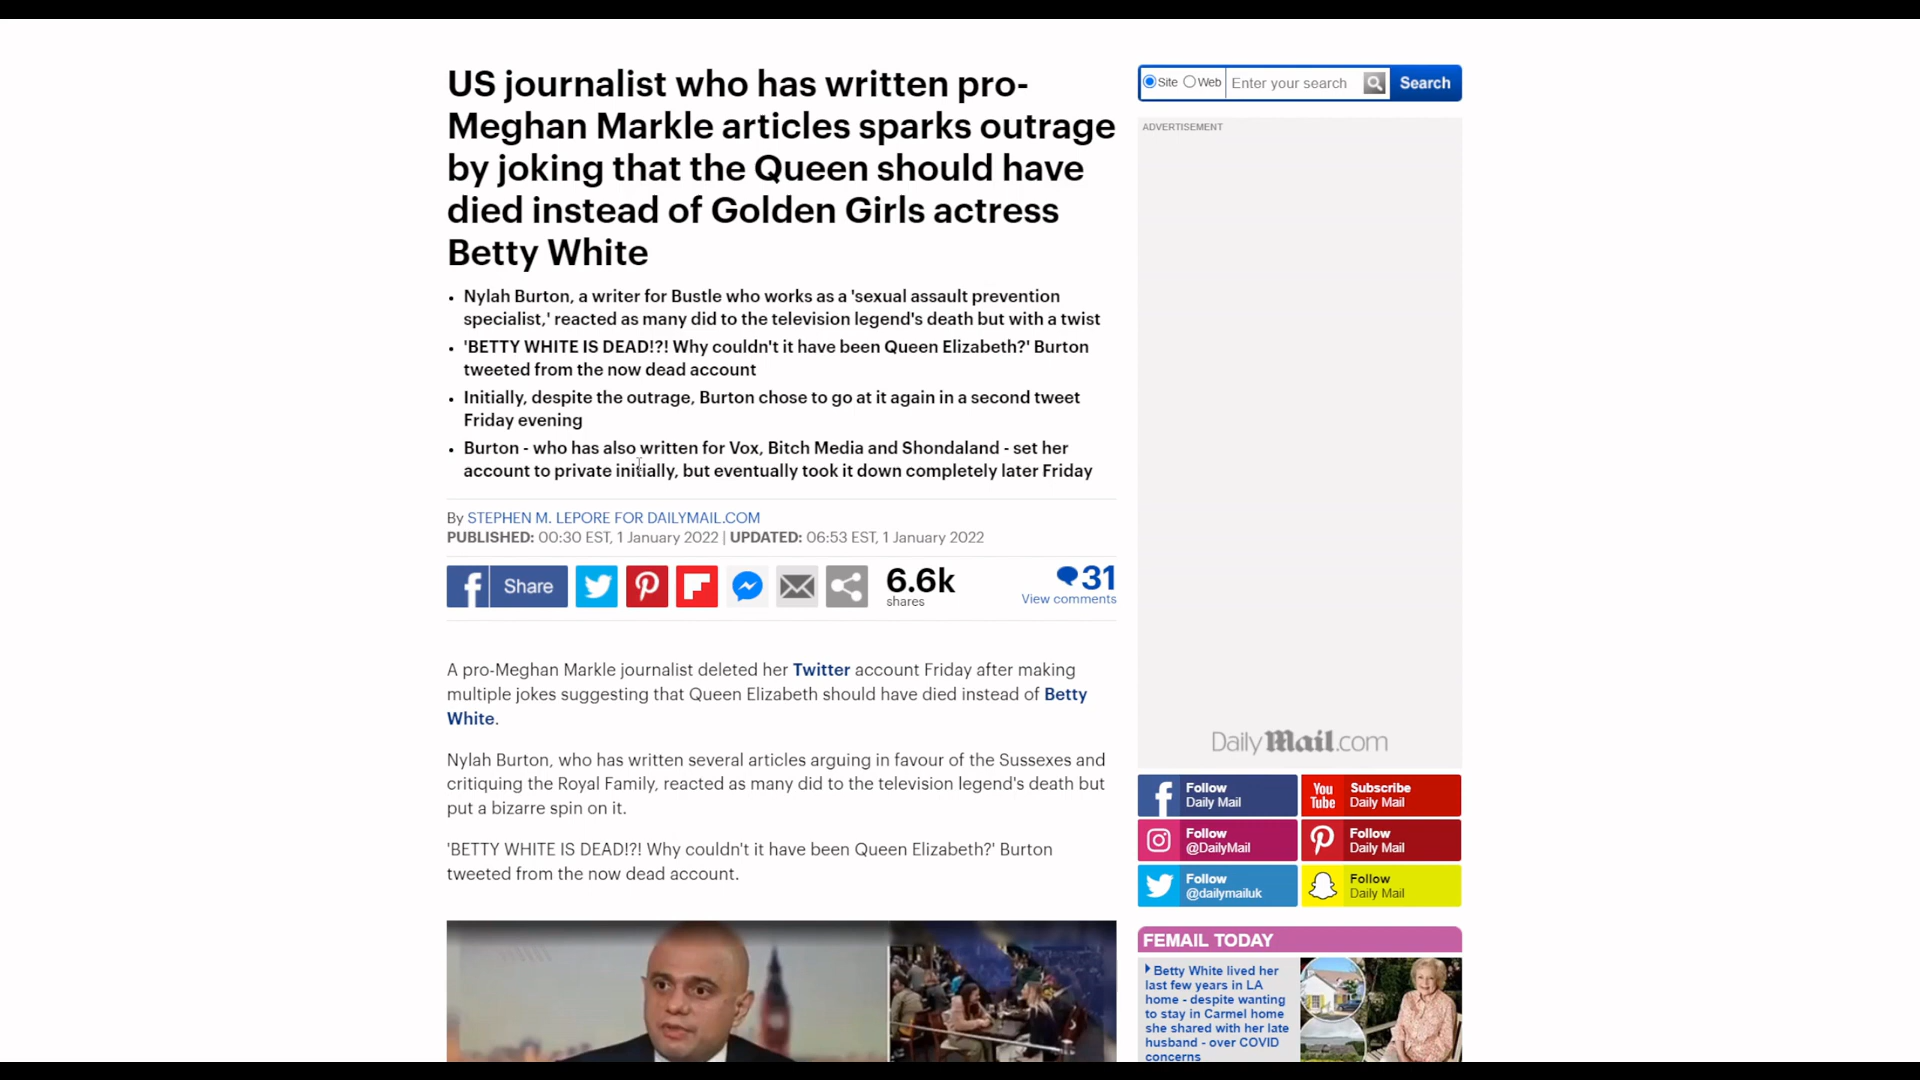 US journalist who has written pro-
Meghan Markle articles sparks outrage
by joking that the Queen should have
died instead of Golden Girls actress
Betty White
• Nylah Burton, a writer for Bustle who works as a 'sexual assault prevention
specialist,' reacted as many did to the television legend's death but with a twist
• 'BETTY WHITE IS DEAD!?! Why couldn't it have been Queen Elizabeth?' Burton
tweeted from the now dead account
• Initially, despite the outrage, Burton chose to go at it again in a second tweet
Friday evening
• Burton - who has also written for Vox, Bitch Media and Shondaland - set her
account to private initially, but eventually took it down completely later Friday
By STEPHEN M. LEPORE FOR DAILYMAIL.COM
PUBLISHED: 00:30 EST, 1 January 2022 | UPDATED: 06:53 EST, 1 January 2022
Share
6.6k
shares
31
View comments
A pro-Meghan Markle journalist deleted her Twitter account Friday after making
multiple jokes suggesting that Queen Elizabeth should have died instead of Betty
White.
Nylah Burton, who has written several articles arguing in favour of the Sussexes and
critiquing the Royal Family, reacted as many did to the television legend's death but
put a bizarre spin on it.
'BETTY WHITE IS DEAD!?! Why couldn't it have been Queen Elizabeth?' Burton
tweeted from the now dead account.
Site Web Enter your search Search
ADVERTISEMENT
Daily Mail.com
Follow
Daily Mail
You Tube Subscribe
Daily Mail
Follow
@DailyMail
Follow
Daily Mail
Follow
@dailymailuk
Follow
Daily Mail
FEMAIL TODAY
Betty White lived her
last few years in LA
home - despite wanting
to stay in Carmel home
she shared with her late
husband - over COVID
concerns